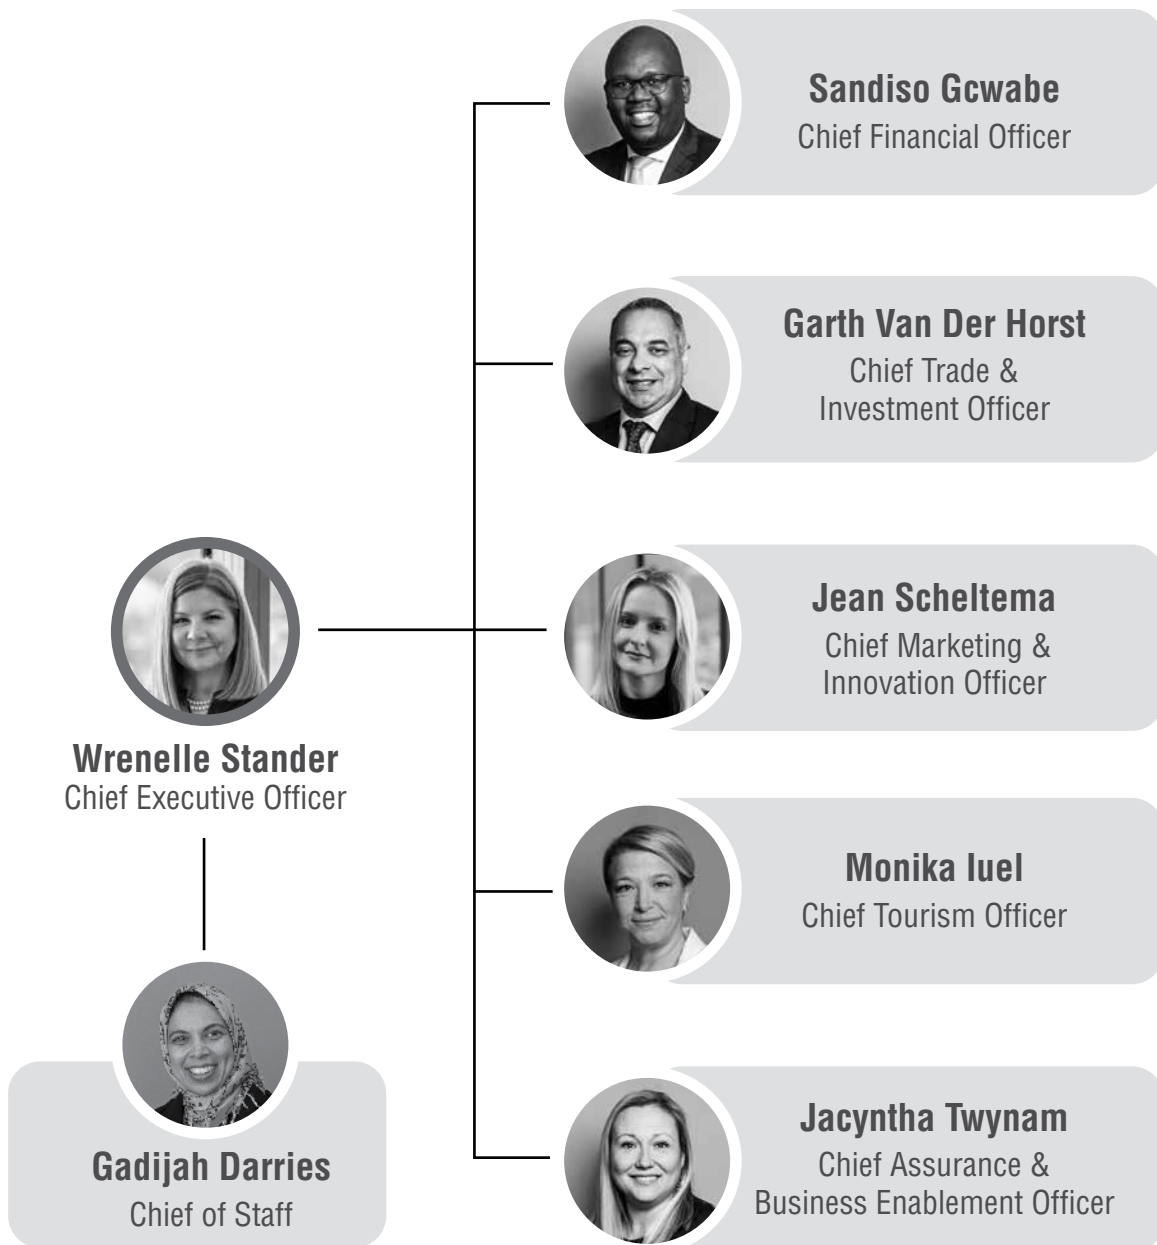 Sandiso Gcwabe
Chief Financial Officer
Garth Van Der Horst
Chief Trade &
Investment Officer
Jean Scheltema
Chief Marketing &
Innovation Officer
Wrenelle Stander
Chief Executive Officer
Monika Iuel
Chief Tourism Officer
Gadijah Darries
Chief of Staff
Jacyntha Twynam
Chief Assurance &
Business Enablement Officer